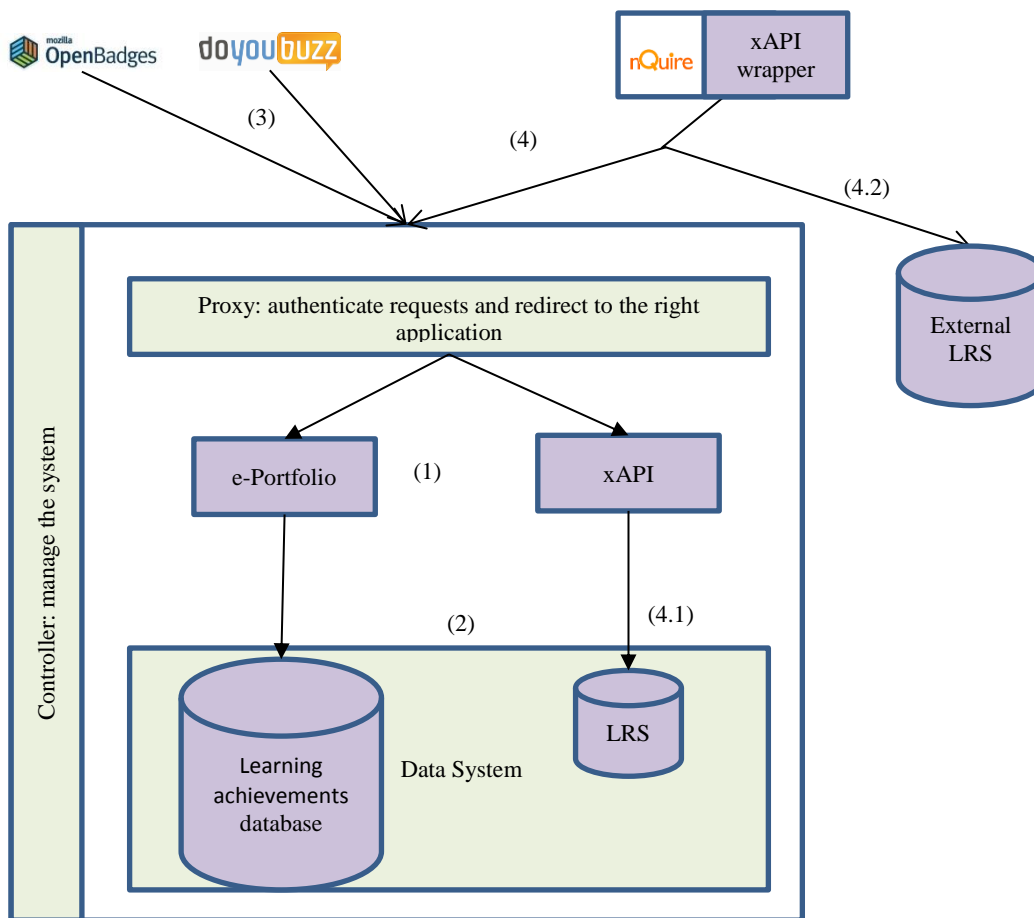 mozilla
OpenBadges
doyoubuzz
nQuire
xAPI
wrapper
(3)
(4)
(4.2)
External
LRS
Controller: manage the system
Proxy: authenticate requests and redirect to the right
application
e-Portfolio
(1)
xAPI
(2)
(4.1)
Learning
achievements
database
Data System
LRS